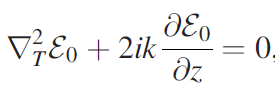 ∇²_T ℰ₀ + 2ik ∂ℰ₀/∂z = 0,